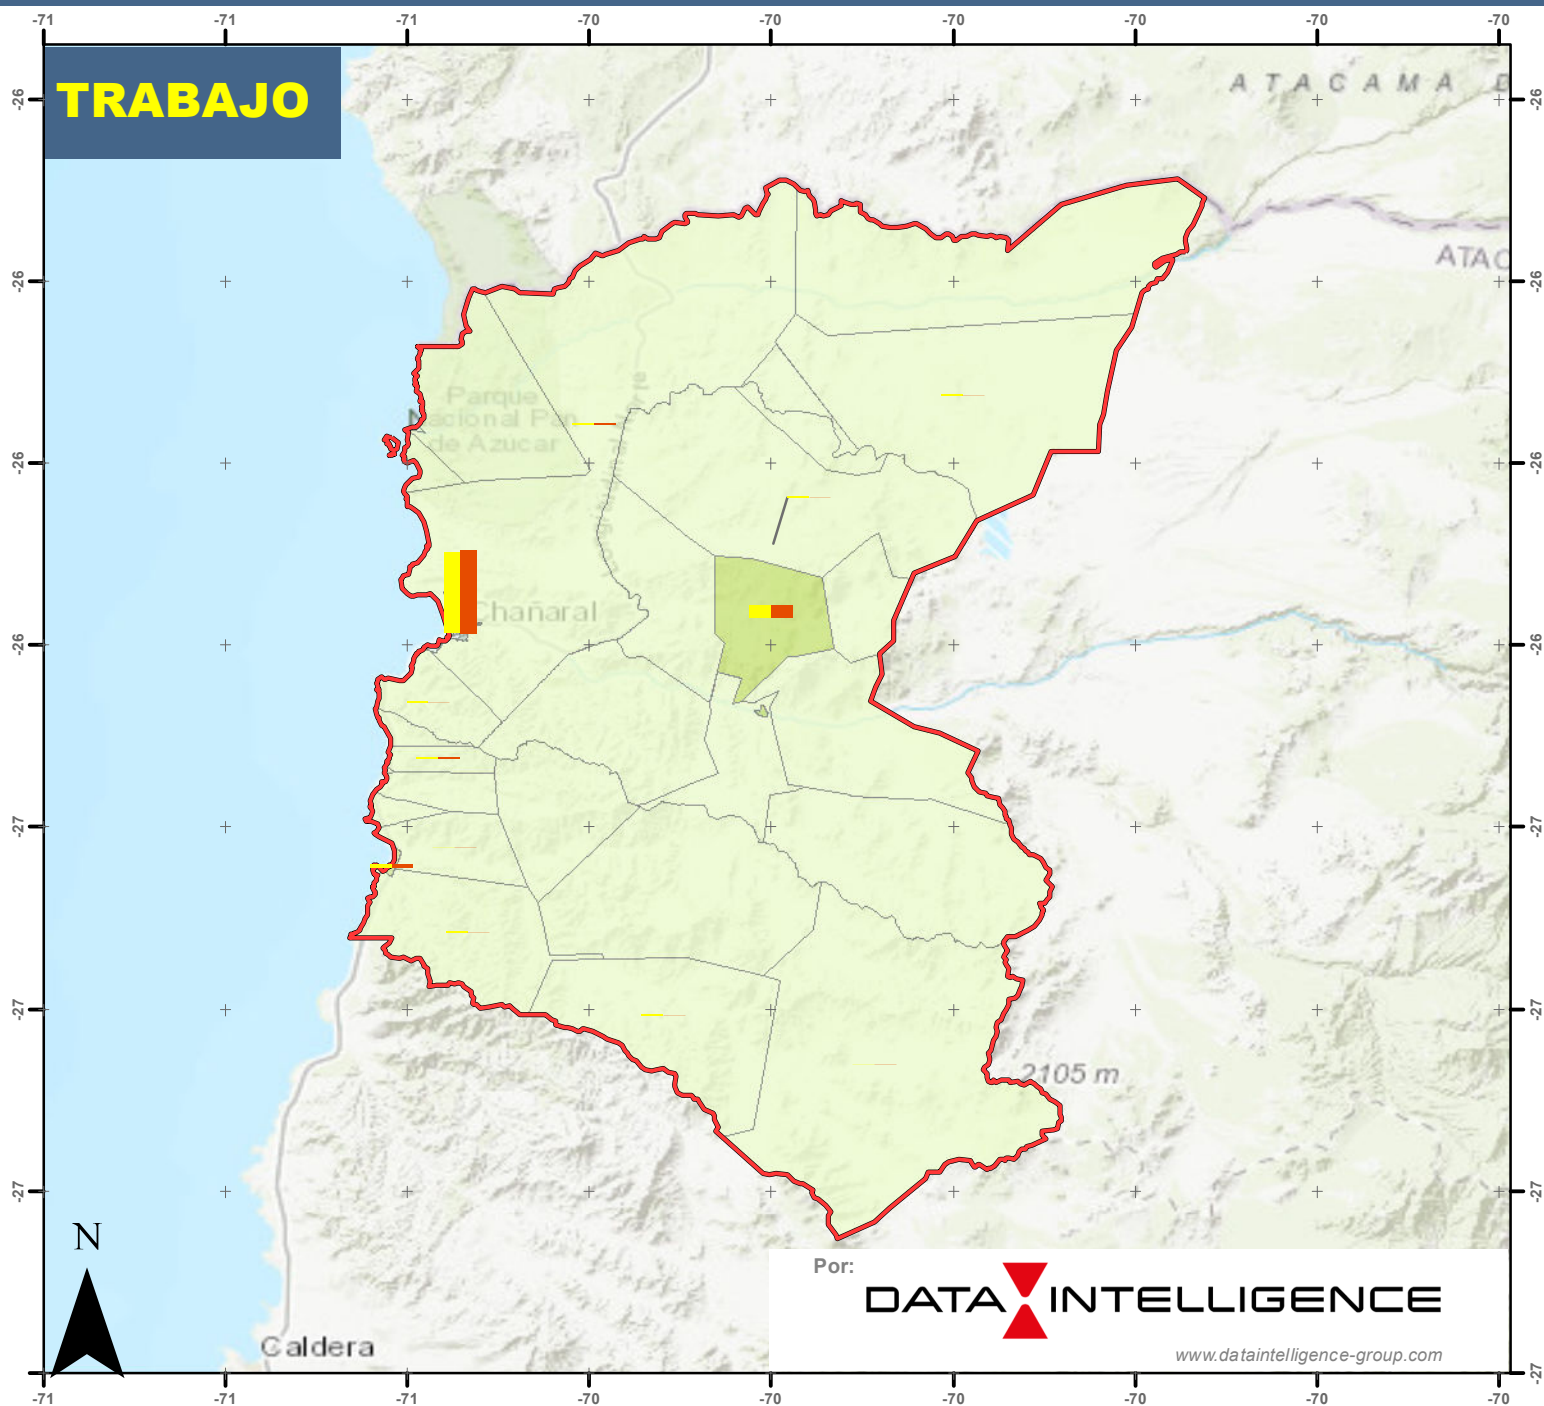 -71 -71 -71 -70 -70 -70 -70 -70 -70
TRABAJO
ATACAMA D
26 26
ATAC
26 -26
Parque
Nacional Pan
de Azucar
26 -26
Chañaral
26 -26
27 -27
27 -27
2105 m
27 -27
N
Por:
DATA INTELLIGENCE
www.dataintelligence-group.com
Caldera
-27
-71 -71 -71 -70 -70 -70 -70 -70 -70